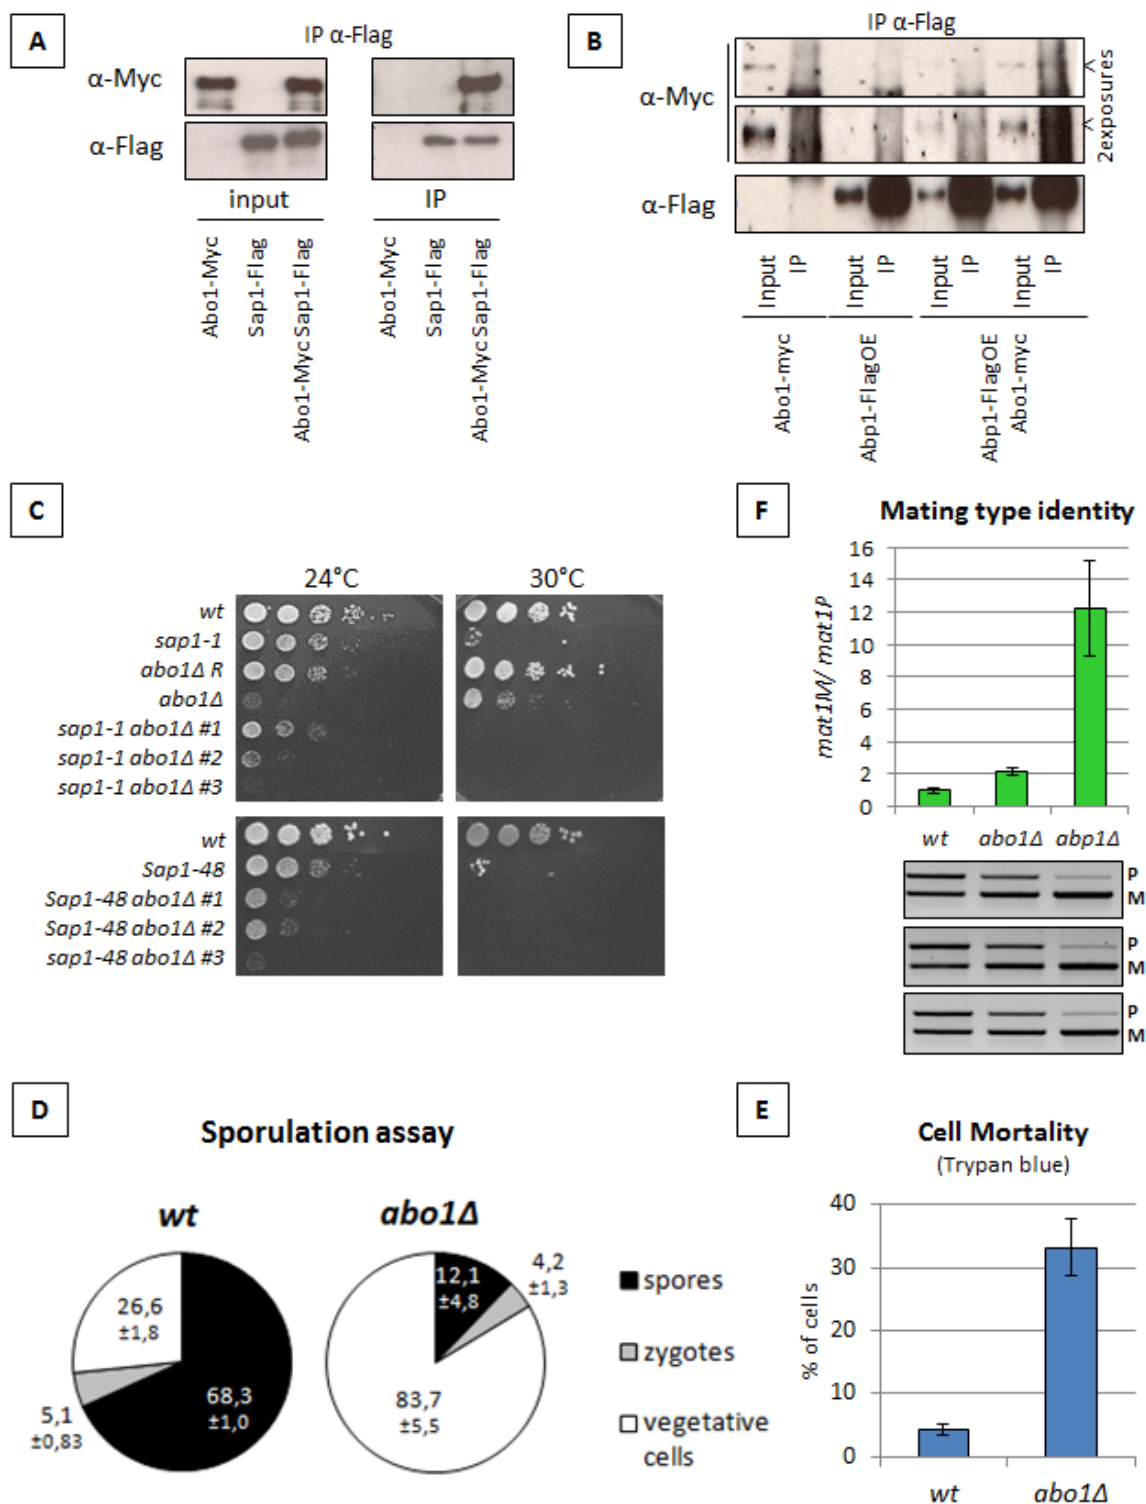 A
IP α-Flag
α-Myc
α-Flag
input
IP
Abo1-Myc
Sap1-Flag
Abo1-Myc Sap1-Flag
Abo1-Myc
Sap1-Flag
Abo1-Myc Sap1-Flag
B
IP α-Flag
α-Myc
<
<
2exposures
α-Flag
Input
IP
Input
IP
Input
IP
Input
IP
Abo1-myc
Abp1-FlagOE
Abp1-FlagOE
Abo1-myc
C
24°C
30°C
wt
sap1-1
abo1Δ R
abo1Δ
sap1-1 abo1Δ #1
sap1-1 abo1Δ #2
sap1-1 abo1Δ #3
wt
Sap1-48
Sap1-48 abo1Δ #1
Sap1-48 abo1Δ #2
sap1-48 abo1Δ #3
F
Mating type identity
mat1M/ mat1P
16
14
12
10
8
6
4
2
0
wt
abo1Δ
abp1Δ
P
M
P
M
P
M
D
Sporulation assay
wt
abo1Δ
26,6
±1,8
68,3
±1,0
5,1
±0,83
12,1
±4,8
4,2
±1,3
83,7
±5,5
spores
zygotes
vegetative
cells
E
Cell Mortality
(Trypan blue)
% of cells
40
30
20
10
0
wt
abo1Δ